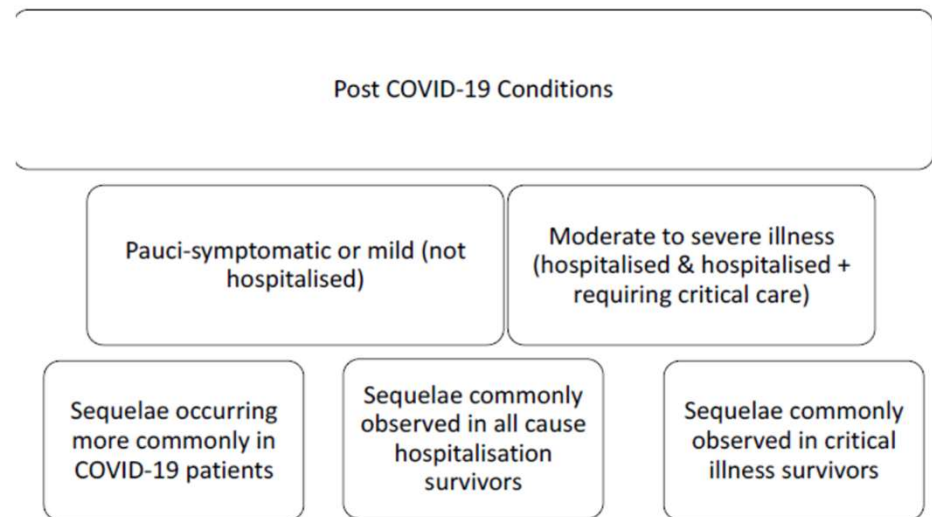 Post COVID-19 Conditions
Pauci-symptomatic or mild (not
hospitalised)
Moderate to severe illness
(hospitalised & hospitalised +
requiring critical care)
Sequelae occurring
more commonly in
COVID-19 patients
Sequelae commonly
observed in all cause
hospitalisation
survivors
Sequelae commonly
observed in critical
illness survivors